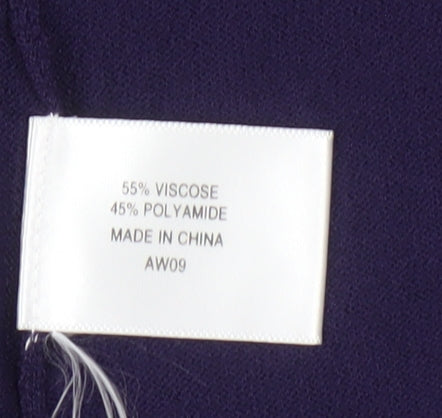 55% VISCOSE
45% POLYAMIDE
MADE IN CHINA
AW09